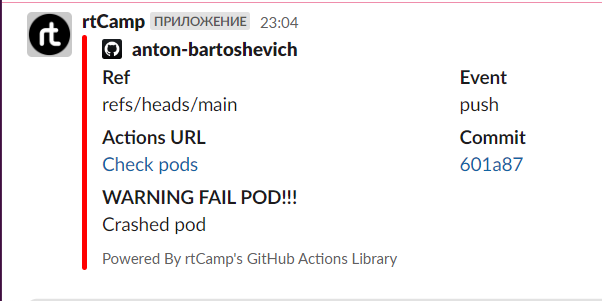 rt
rtCamp ПРИЛОЖЕНИЕ 23:04
anton-bartoshevich
Ref Event
refs/heads/main push
Actions URL Commit
Check pods 601a87
WARNING FAIL POD!!!
Crashed pod
Powered By rtCamp's GitHub Actions Library